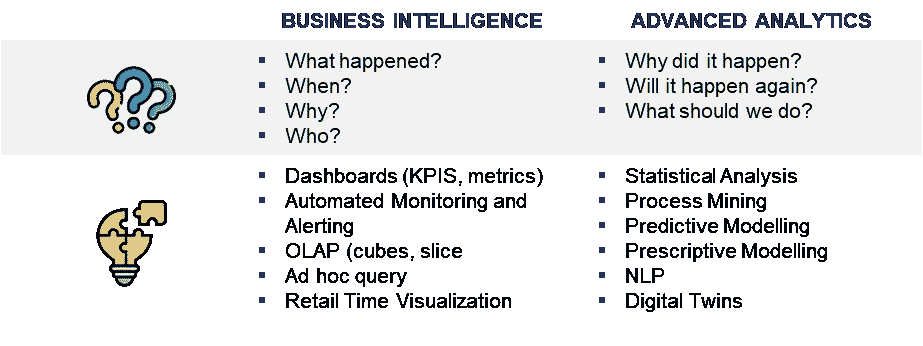 BUSINESS INTELLIGENCE
ADVANCED ANALYTICS
▪ What happened?
▪ When?
▪ Why?
▪ Who?
▪ Why did it happen?
▪ Will it happen again?
▪ What should we do?
▪ Dashboards (KPIS, metrics)
▪ Automated Monitoring and
Alerting
▪ OLAP (cubes, slice
▪ Ad hoc query
▪ Retail Time Visualization
▪ Statistical Analysis
▪ Process Mining
▪ Predictive Modelling
▪ Prescriptive Modelling
▪ NLP
▪ Digital Twins